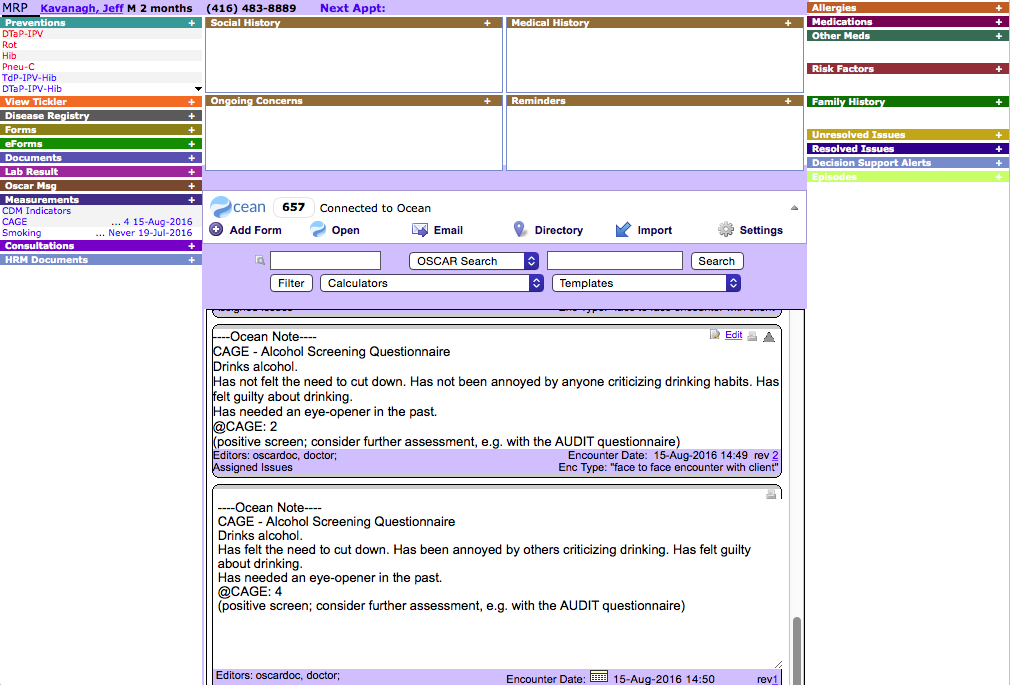 MRP Kavanagh, Jeff M 2 months (416) 483-8889 Next Appt:
Preventions +
DTaP-IPV
Rot
Hib
Pneu-C
TdP-IPV-Hib
DTaP-IPV-Hib
View Tickler +
Disease Registry +
Forms +
eForms +
Documents +
Lab Result +
Oscar Msg +
Measurements +
CDM Indicators
CAGE ... 4 15-Aug-2016
Smoking ... Never 19-Jul-2016
Consultations +
HRM Documents +
Social History +
Medical History +
Ongoing Concerns +
Reminders +
Ocean 657 Connected to Ocean
Add Form Open Email Directory Import Settings
OSCAR Search Search
Filter Calculators Templates
Assigned Issues Enc Type: "face to face encounter with client"
----Ocean Note---- Edit
CAGE - Alcohol Screening Questionnaire
Drinks alcohol.
Has not felt the need to cut down. Has not been annoyed by anyone criticizing drinking habits. Has
felt guilty about drinking.
Has needed an eye-opener in the past.
@CAGE: 2
(positive screen; consider further assessment, e.g. with the AUDIT questionnaire)
Editors: oscardoc, doctor; Encounter Date: 15-Aug-2016 14:49 rev 2
Assigned Issues Enc Type: "face to face encounter with client"
----Ocean Note----
CAGE - Alcohol Screening Questionnaire
Drinks alcohol.
Has felt the need to cut down. Has been annoyed by others criticizing drinking. Has felt guilty
about drinking.
Has needed an eye-opener in the past.
@CAGE: 4
(positive screen; consider further assessment, e.g. with the AUDIT questionnaire)
Editors: oscardoc, doctor; Encounter Date: 15-Aug-2016 14:50 rev1
Allergies +
Medications +
Other Meds +
Risk Factors +
Family History +
Unresolved Issues +
Resolved Issues +
Decision Support Alerts +
Episodes +